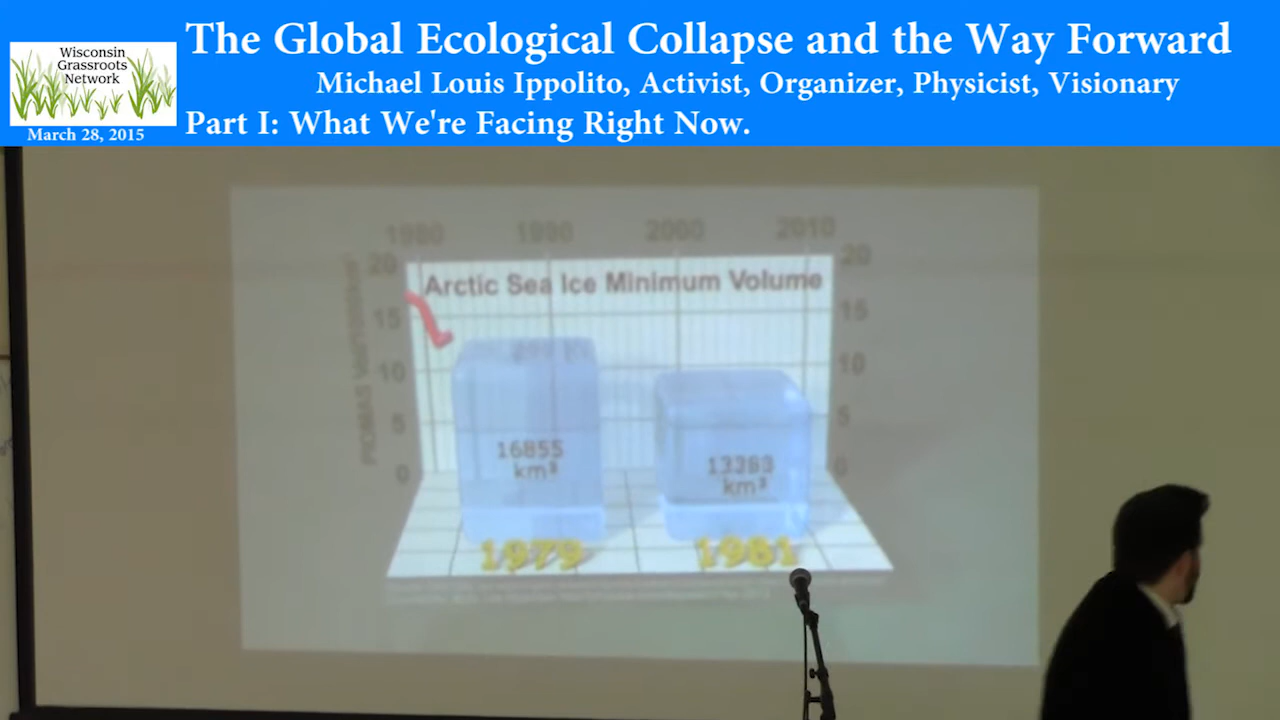 The Global Ecological Collapse and the Way Forward
Wisconsin
Grassroots
Network
Michael Louis Ippolito, Activist, Organizer, Physicist, Visionary
March 28, 2015
Part I: What We're Facing Right Now.
1980 1990 2000 2010
20 20
Arctic Sea Ice Minimum Volume
15 15
10 10
5 5
16855
km³
km³
0 0
1979 1981